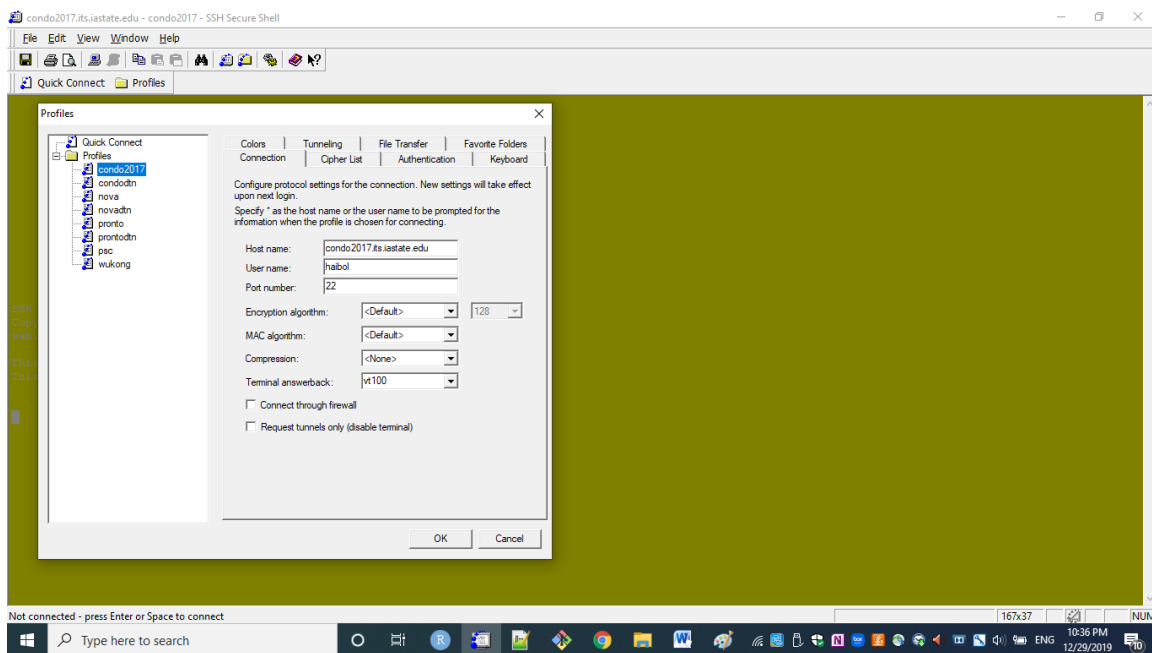 condo2017.its.iastate.edu - condo2017 - SSH Secure Shell
File Edit View Window Help
Quick Connect Profiles
Profiles
Quick Connect
Profiles
condo2017
condodtn
nova
novadtn
pronto
prontodtn
psc
wukong
Colors Tunneling File Transfer Favorite Folders
Connection Cipher List Authentication Keyboard
Configure protocol settings for the connection. New settings will take effect
upon next login.
Specify * as the host name or the user name to be prompted for the
information when the profile is chosen for connecting.
Host name: condo2017.its.iastate.edu
User name: haibol
Port number: 22
Encryption algorithm: <Default> 128
MAC algorithm: <Default>
Compression: <None>
Terminal answerback: vt100
Connect through firewall
Request tunnels only (disable terminal)
OK Cancel
SSH
Copy
This
This
Not connected - press Enter or Space to connect
167x37 NUM
Type here to search
ENG
10:36 PM
12/29/2019
10